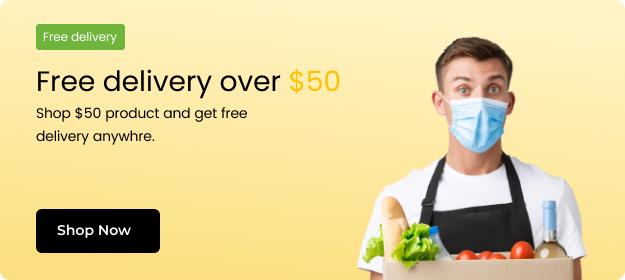 Free delivery
Free delivery over $50
Shop $50 product and get free
delivery anywhre.
Shop Now